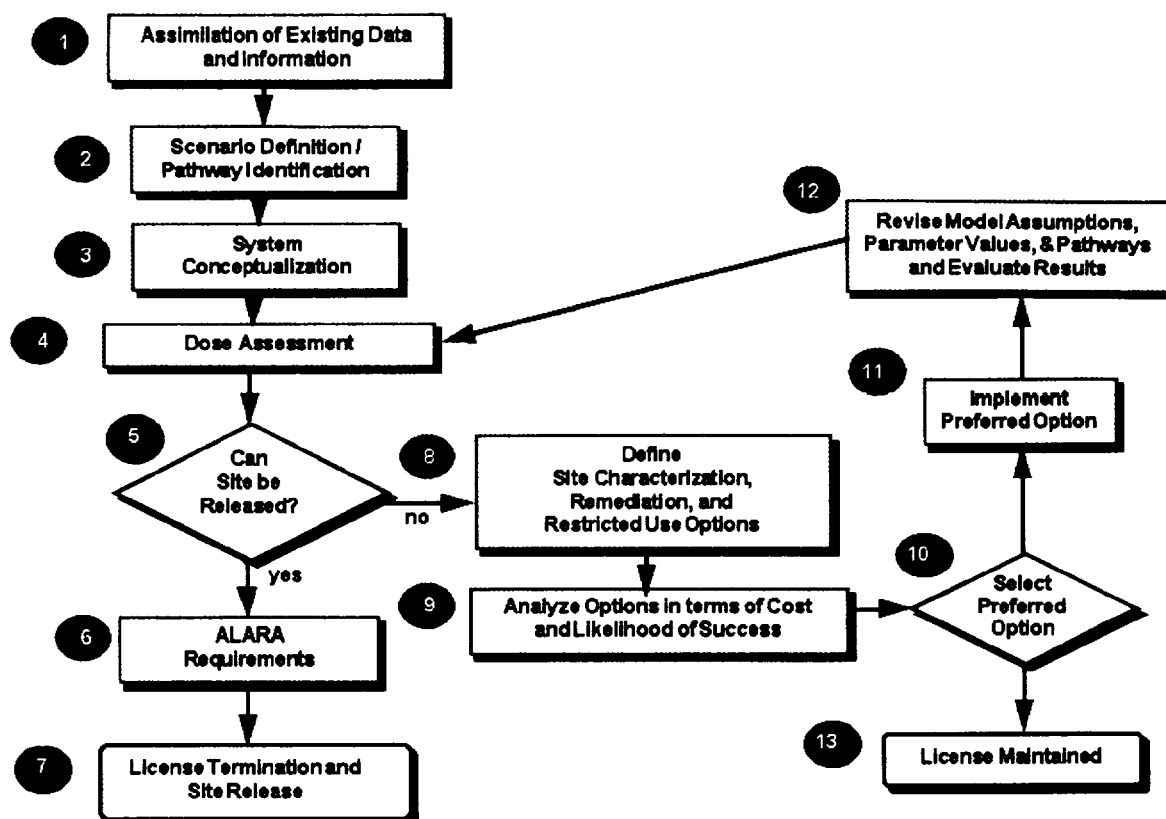 1
Assimilation of Existing Data
and Information
2
Scenario Definition /
Pathway Identification
3
System
Conceptualization
4
Dose Assessment
5
Can
Site be
Released?
yes
no
6
ALARA
Requirements
7
License Termination and
Site Release
8
Define
Site Characterization,
Remediation, and
Restricted Use Options
9
Analyze Options in terms of Cost
and Likelihood of Success
10
Select
Preferred
Option
11
Implement
Preferred Option
12
Revise Model Assumptions,
Parameter Values, & Pathways
and Evaluate Results
13
License Maintained